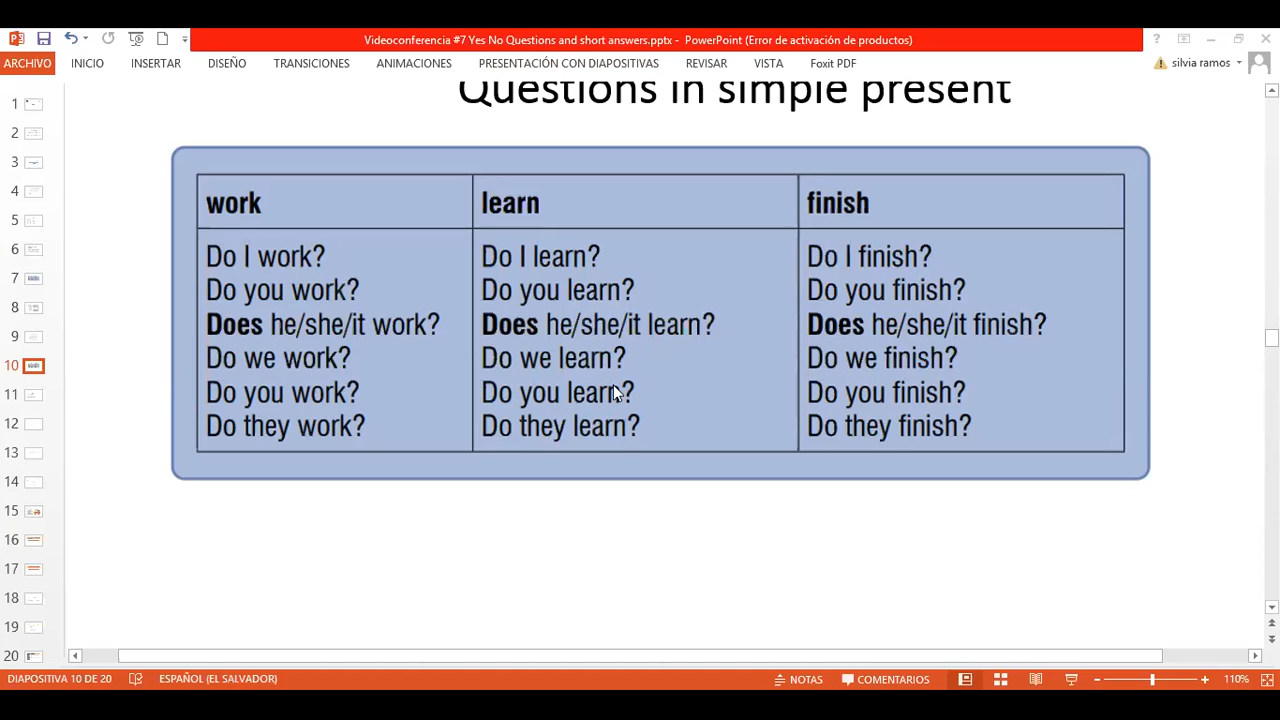 Videoconferencia #7 Yes No Questions and short answers.pptx - PowerPoint (Error de activación de productos)
ARCHIVO INICIO INSERTAR DISEÑO TRANSICIONES ANIMACIONES PRESENTACIÓN CON DIAPOSITIVAS REVISAR VISTA Foxit PDF silvia ramos
Questions in simple present
work learn finish
Do I work? Do I learn? Do I finish?
Do you work? Do you learn? Do you finish?
Does he/she/it work? Does he/she/it learn? Does he/she/it finish?
Do we work? Do we learn? Do we finish?
Do you work? Do you learn? Do you finish?
Do they work? Do they learn? Do they finish?
1
2
3
4
5
6
7
8
9
10
11
12
13
14
15
16
17
18
19
20
DIAPOSITIVA 10 DE 20 ESPAÑOL (EL SALVADOR) NOTAS COMENTARIOS 110%